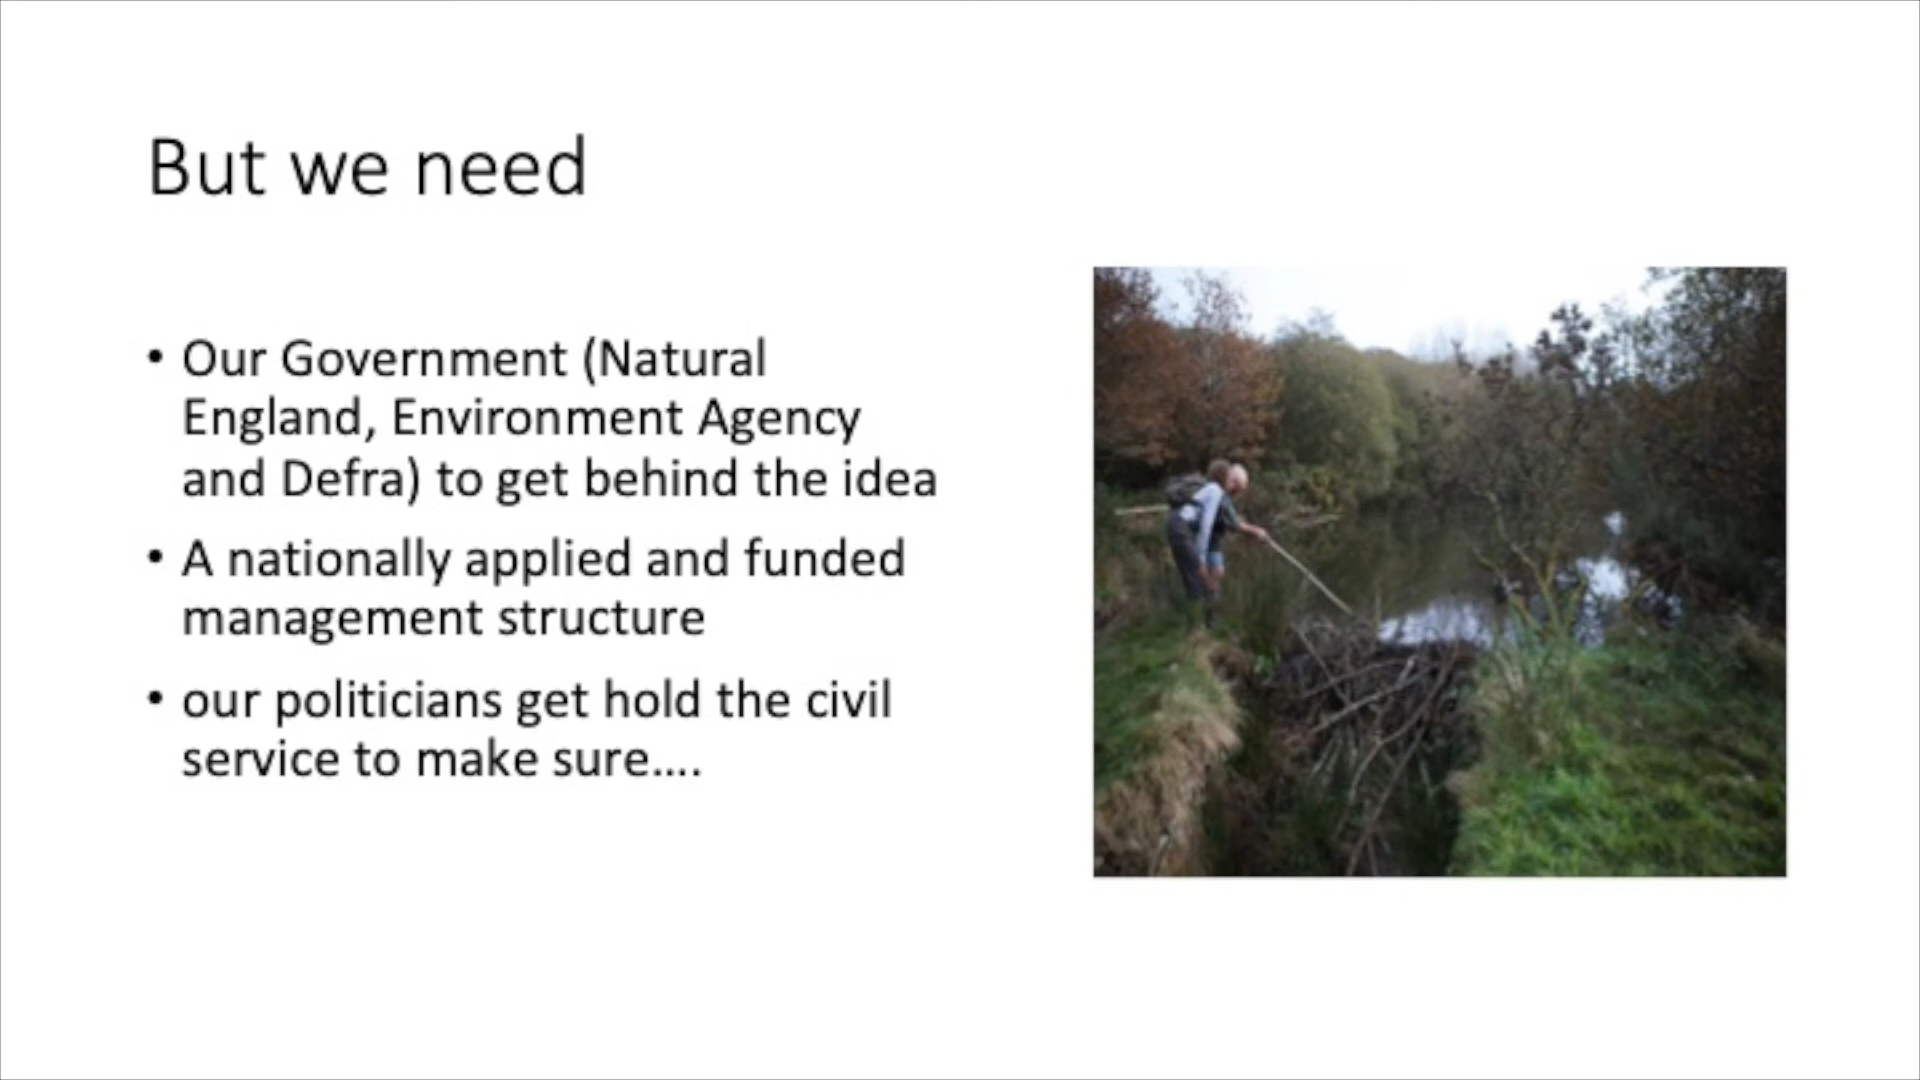 But we need
• Our Government (Natural
England, Environment Agency
and Defra) to get behind the idea
• A nationally applied and funded
management structure
• our politicians get hold the civil
service to make sure....